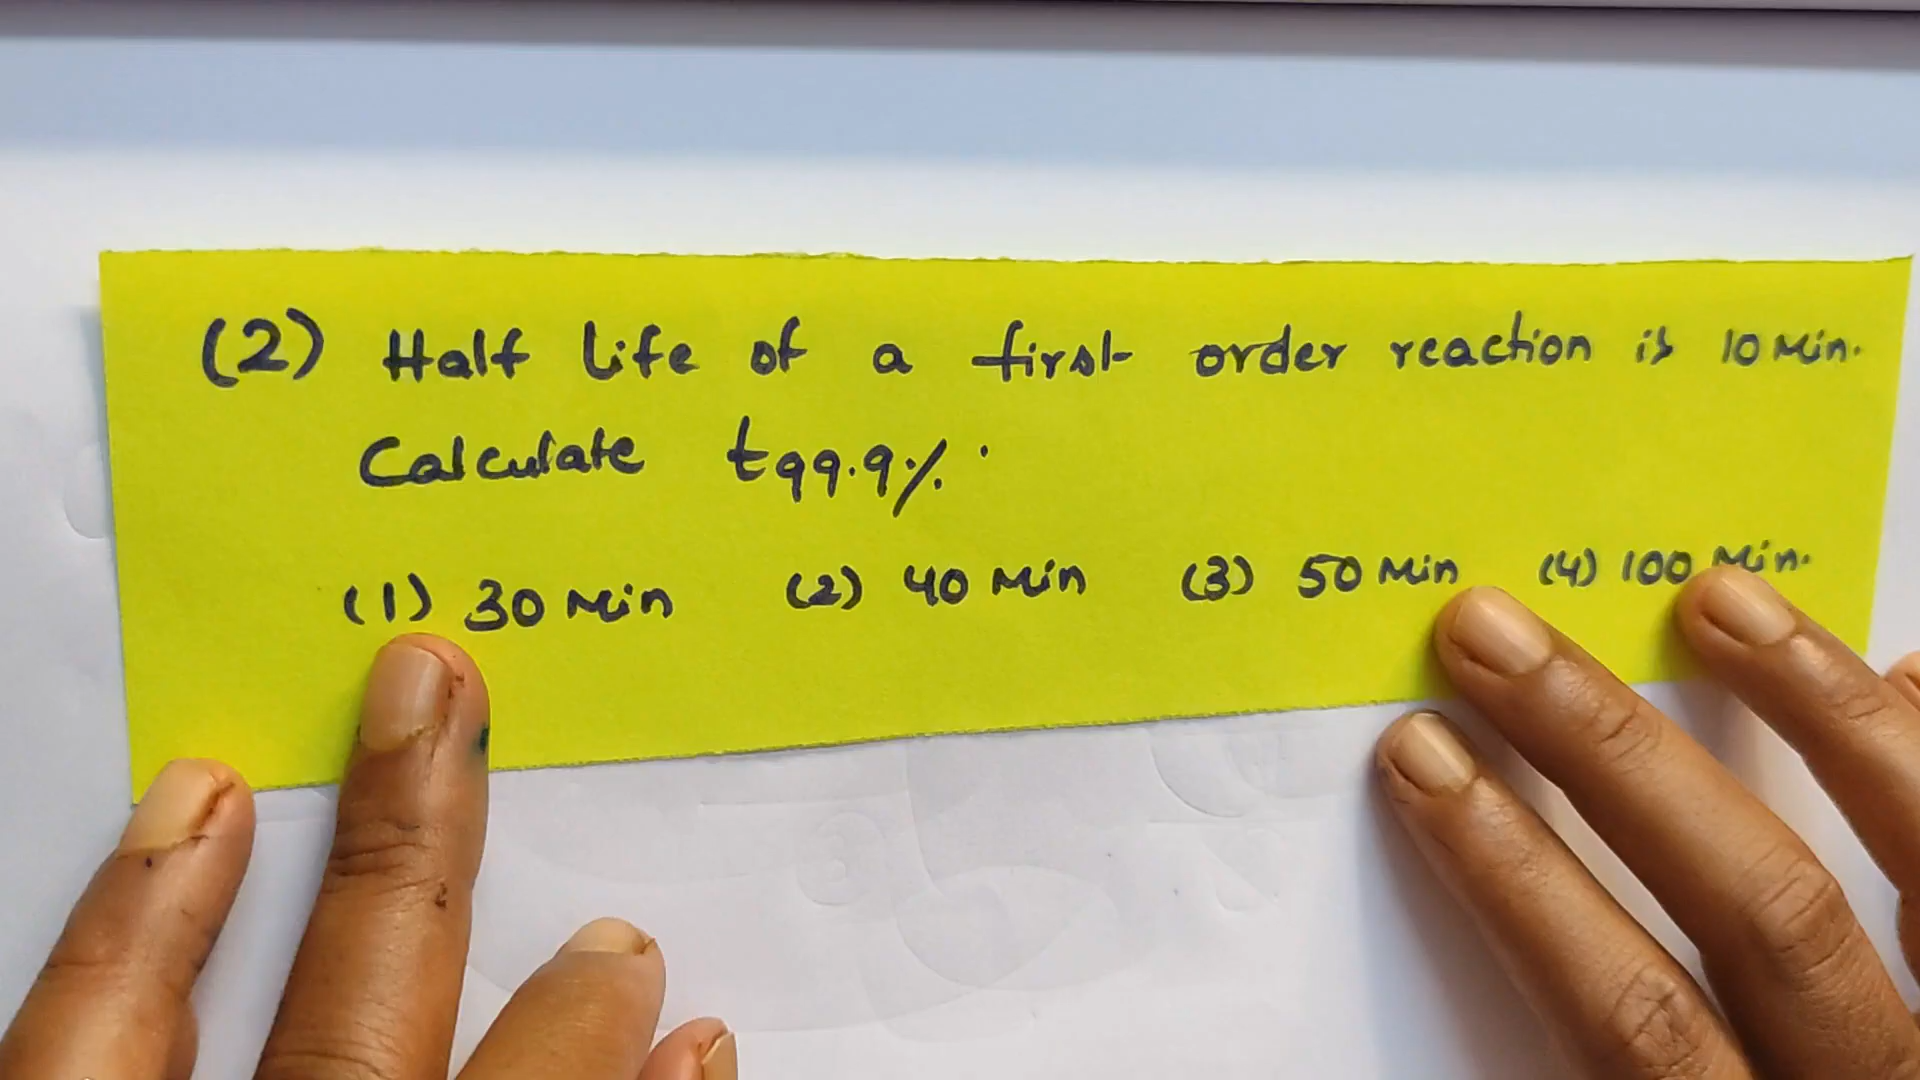 (2) Half life of a first order reaction is 10 Min.
Calculate t99.9%.
(1) 30 Min (2) 40 Min (3) 50 Min (4) 100 Min.